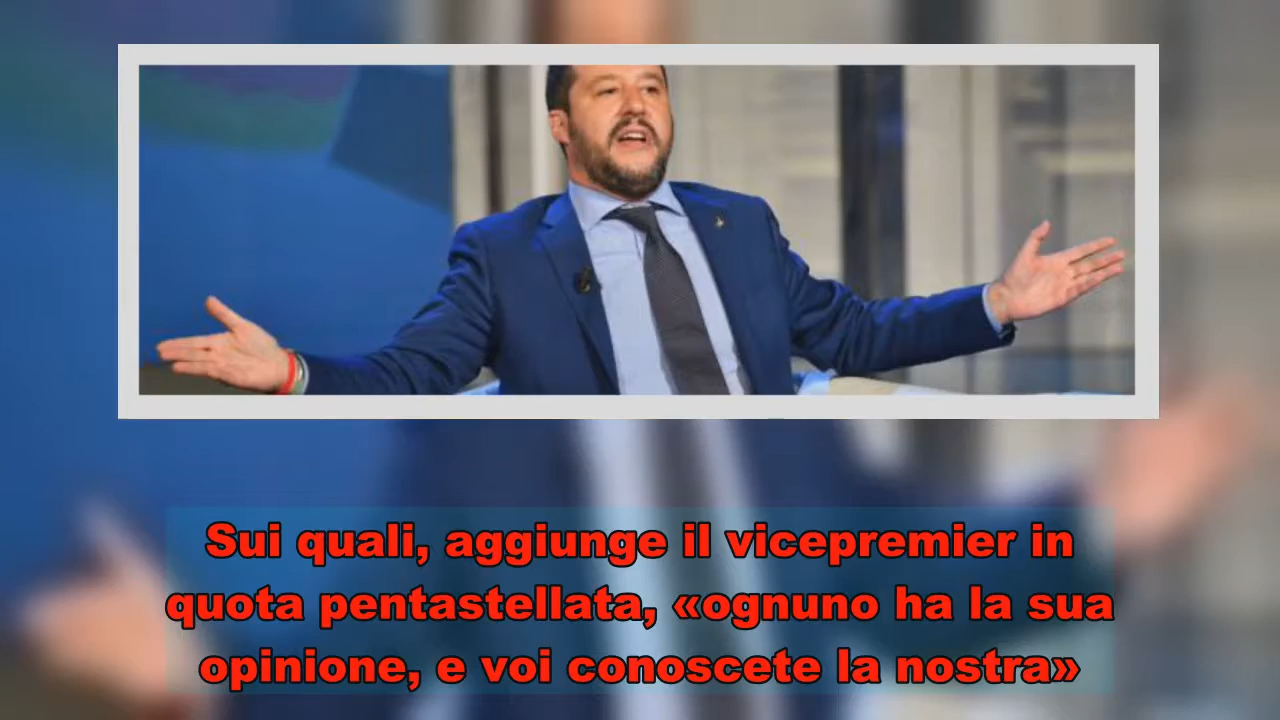 Sui quali, aggiunge il vicepremier in
quota pentastellata, «ognuno ha la sua
opinione, e voi conoscete la nostra»